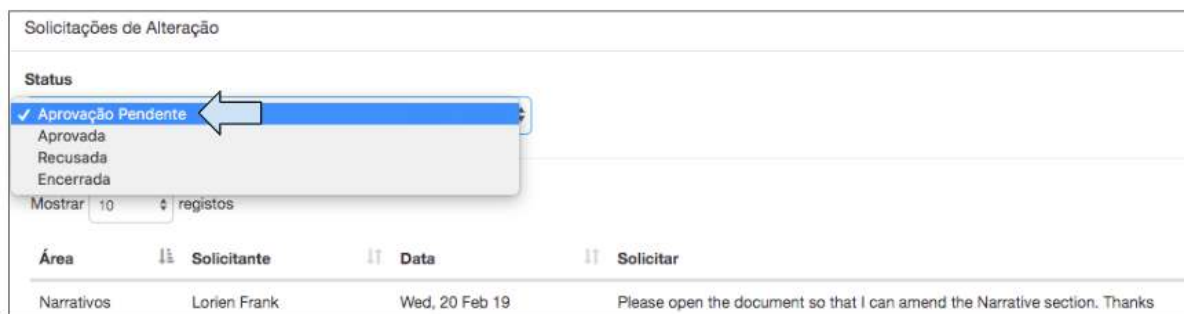 Solicitações de Alteração
Status
✓ Aprovação Pendente
Aprovada
Recusada
Encerrada
Mostrar 10 registos
Área Solicitante Data Solicitar
Narrativos Lorien Frank Wed, 20 Feb 19 Please open the document so that I can amend the Narrative section. Thanks